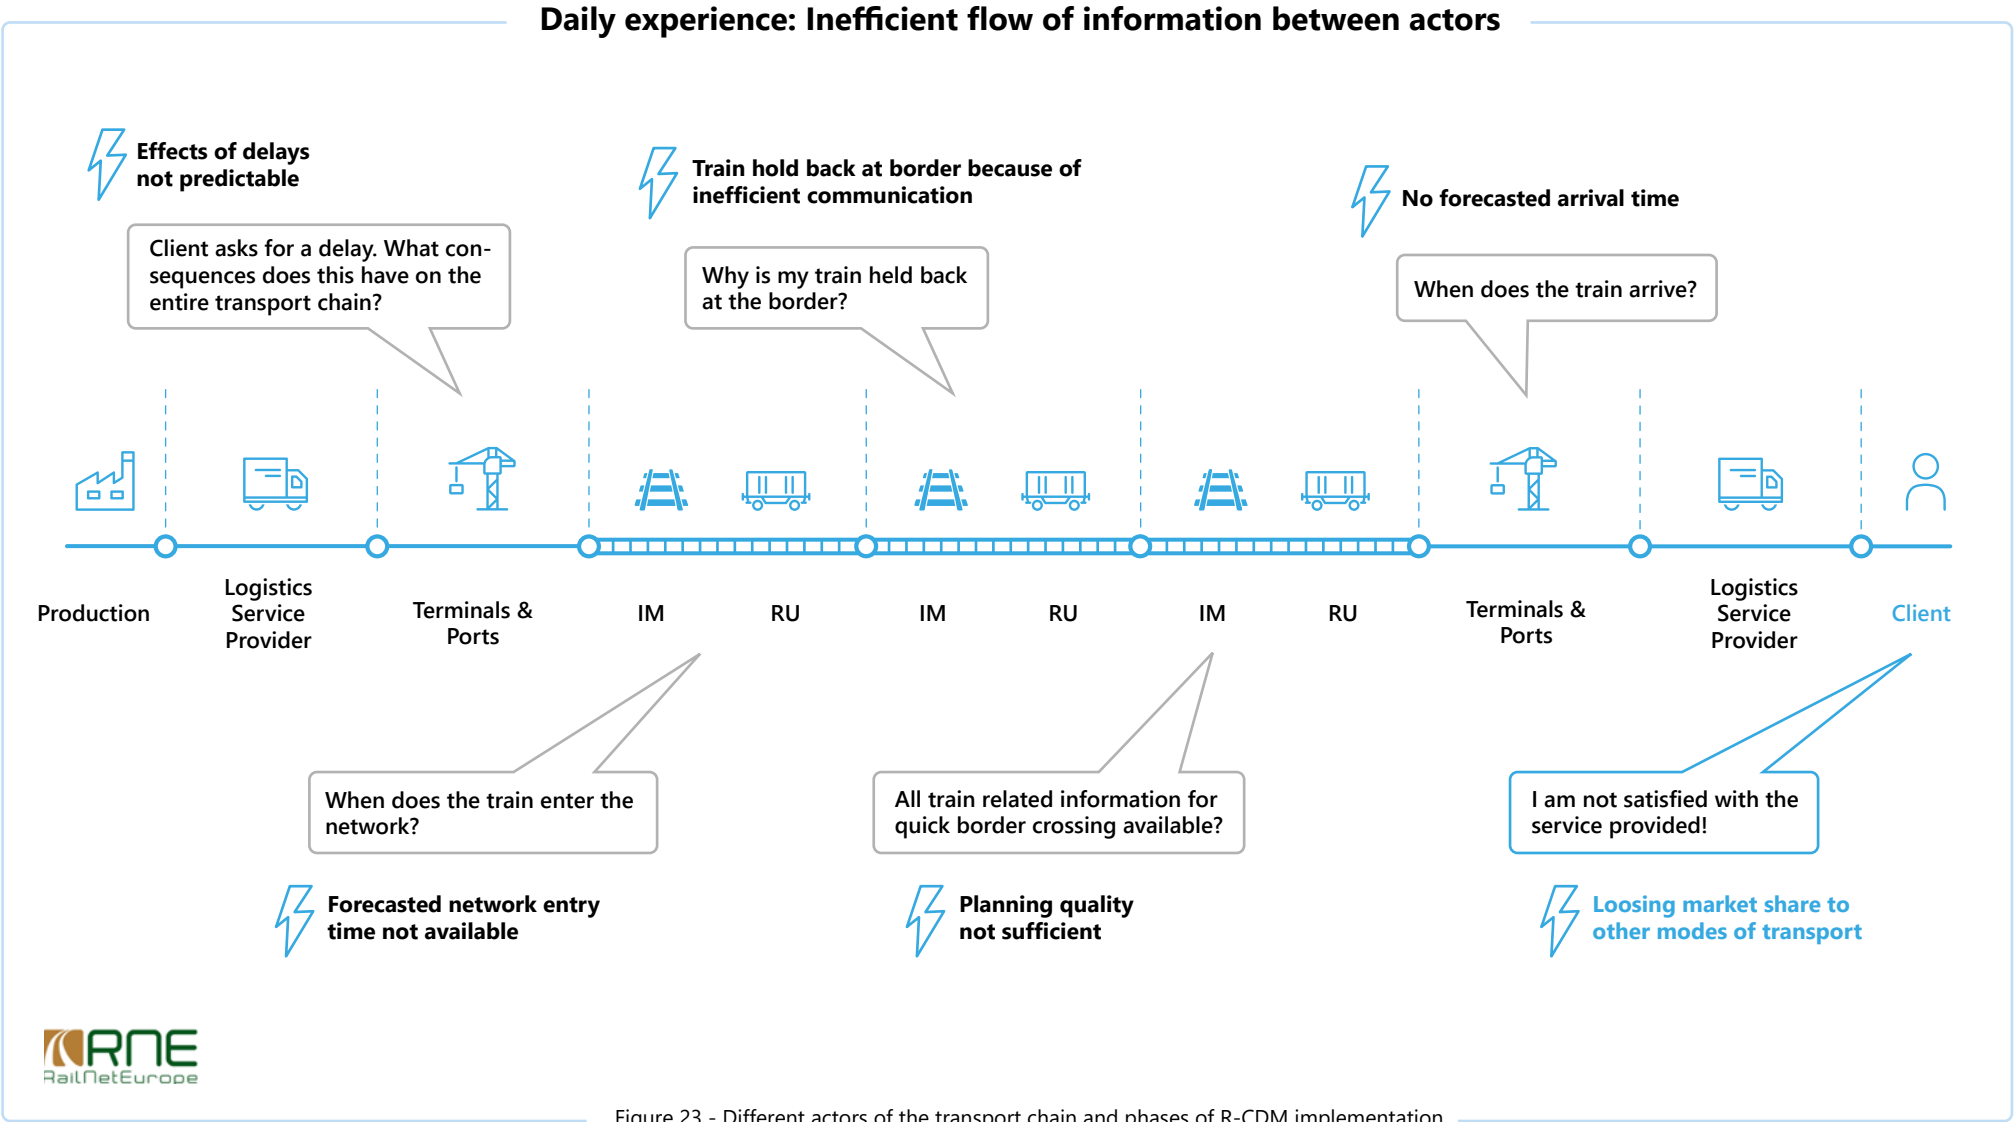 Daily experience: Inefficient flow of information between actors
Effects of delays
not predictable
Train hold back at border because of
inefficient communication
No forecasted arrival time
Client asks for a delay. What con-
sequences does this have on the
entire transport chain?
Why is my train held back
at the border?
When does the train arrive?
Production
Logistics
Service
Provider
Terminals &
Ports
IM
RU
IM
RU
IM
RU
Terminals &
Ports
Logistics
Service
Provider
Client
When does the train enter the
network?
All train related information for
quick border crossing available?
I am not satisfied with the
service provided!
Forecasted network entry
time not available
Planning quality
not sufficient
Loosing market share to
other modes of transport
RNE
RailNetEurope
Figure 23 - Different actors of the transport chain and phases of R-CDM implementation